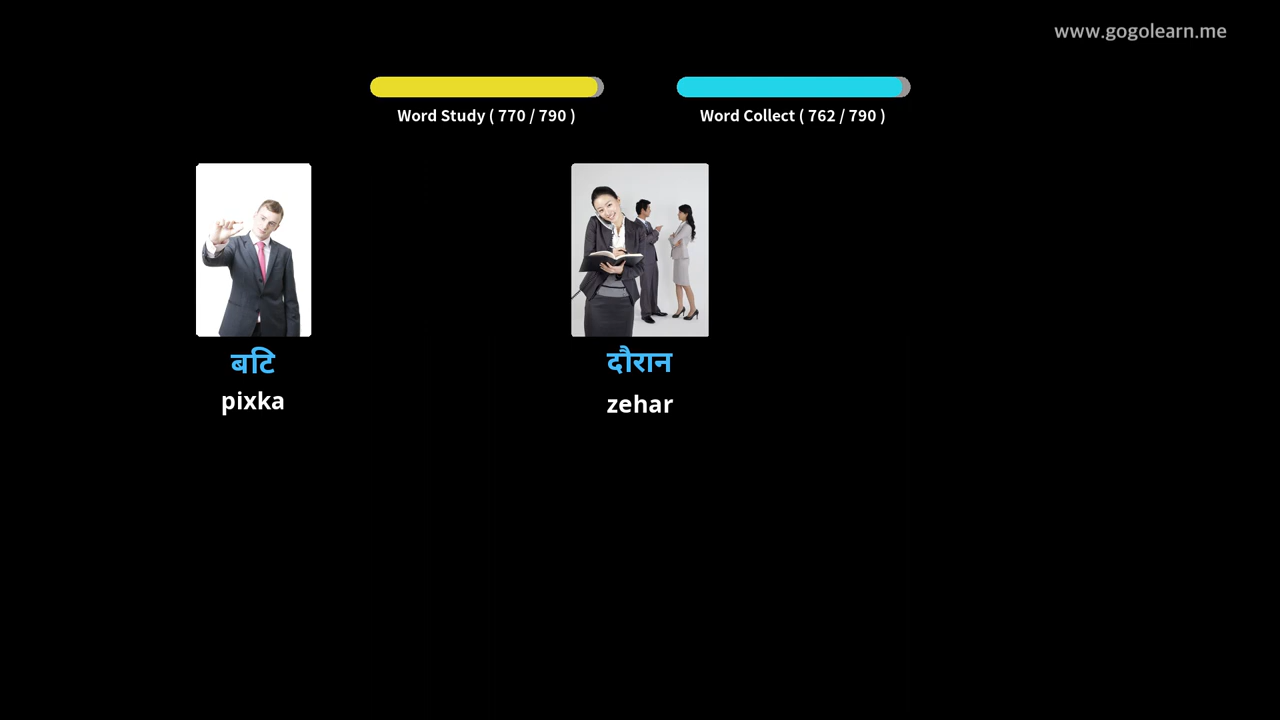 www.gogolearn.me
Word Study ( 770 / 790 )
Word Collect ( 762 / 790 )
बटि
pixka
दौरान
zehar